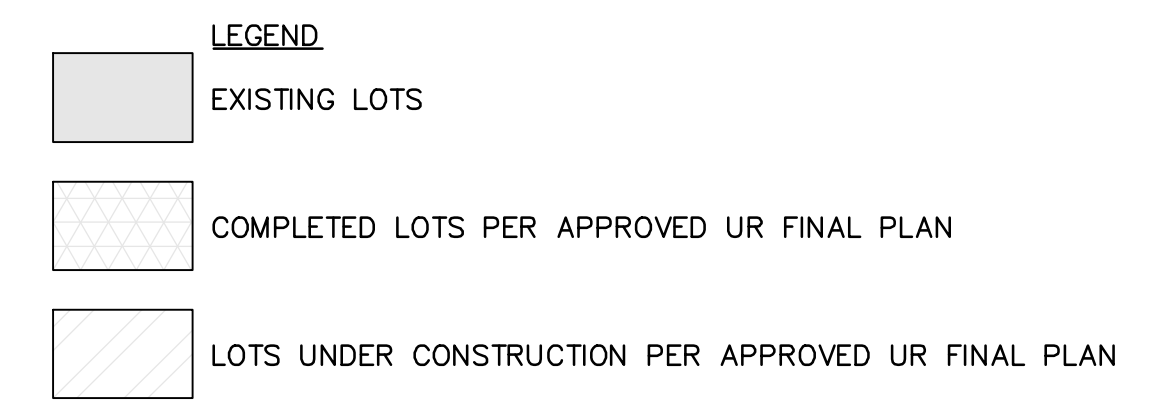 LEGEND
EXISTING LOTS
COMPLETED LOTS PER APPROVED UR FINAL PLAN
LOTS UNDER CONSTRUCTION PER APPROVED UR FINAL PLAN